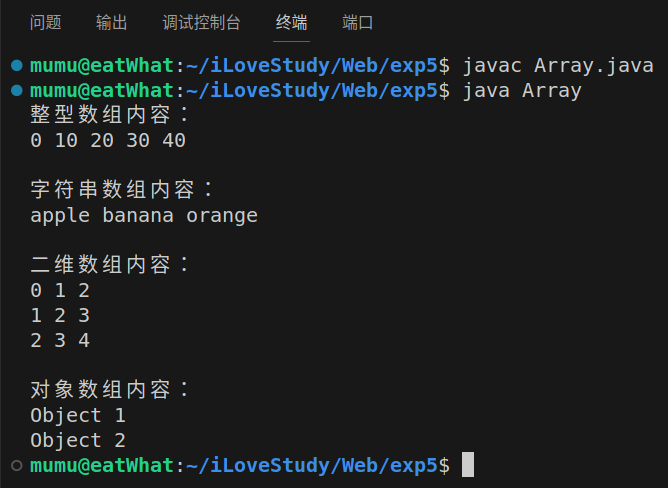 问题 输出 调试控制台 终端 端口
mumu@eatWhat:~/iLoveStudy/Web/exp5$ javac Array.java
mumu@eatWhat:~/iLoveStudy/Web/exp5$ java Array
整型数组内容：
0 10 20 30 40
字符串数组内容：
apple banana orange
二维数组内容：
0 1 2
1 2 3
2 3 4
对象数组内容：
Object 1
Object 2
mumu@eatWhat:~/iLoveStudy/Web/exp5$